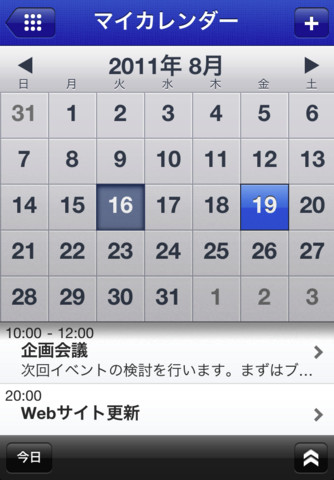 マイカレンダー
+
2011年 8月
日 月 火 水 木 金 土
31 1 2 3 4 5 6
7 8 9 10 11 12 13
14 15 16 17 18 19 20
21 22 23 24 25 26 27
28 29 30 31 1 2 3
10:00 - 12:00
企画会議
次回イベントの検討を行います。まずはブ…
20:00
Webサイト更新
今日